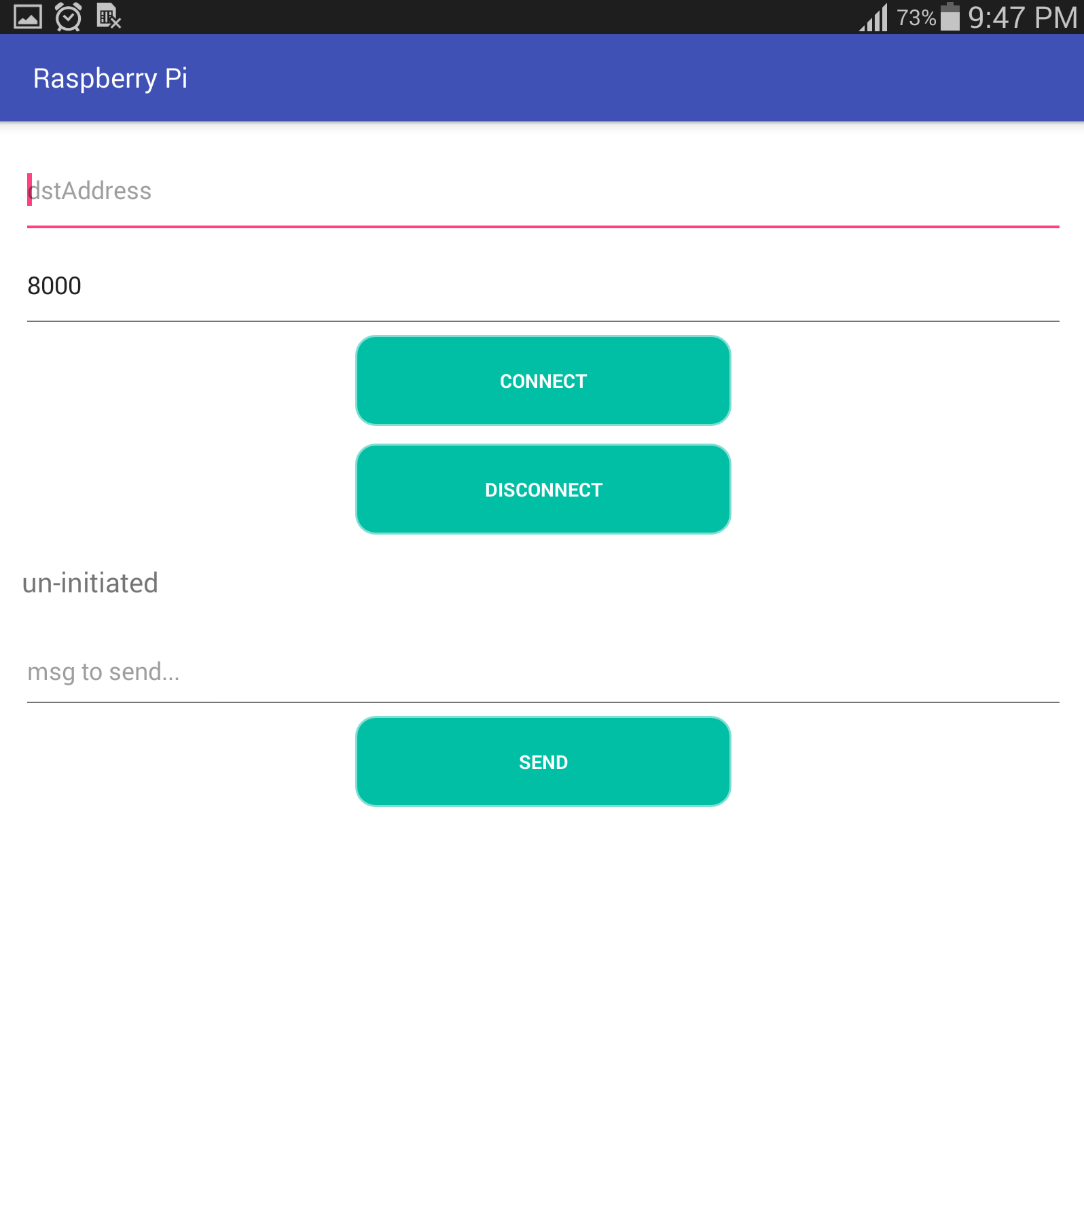 73% 9:47 PM
Raspberry Pi
dstAddress
8000
CONNECT
DISCONNECT
un-initiated
msg to send...
SEND